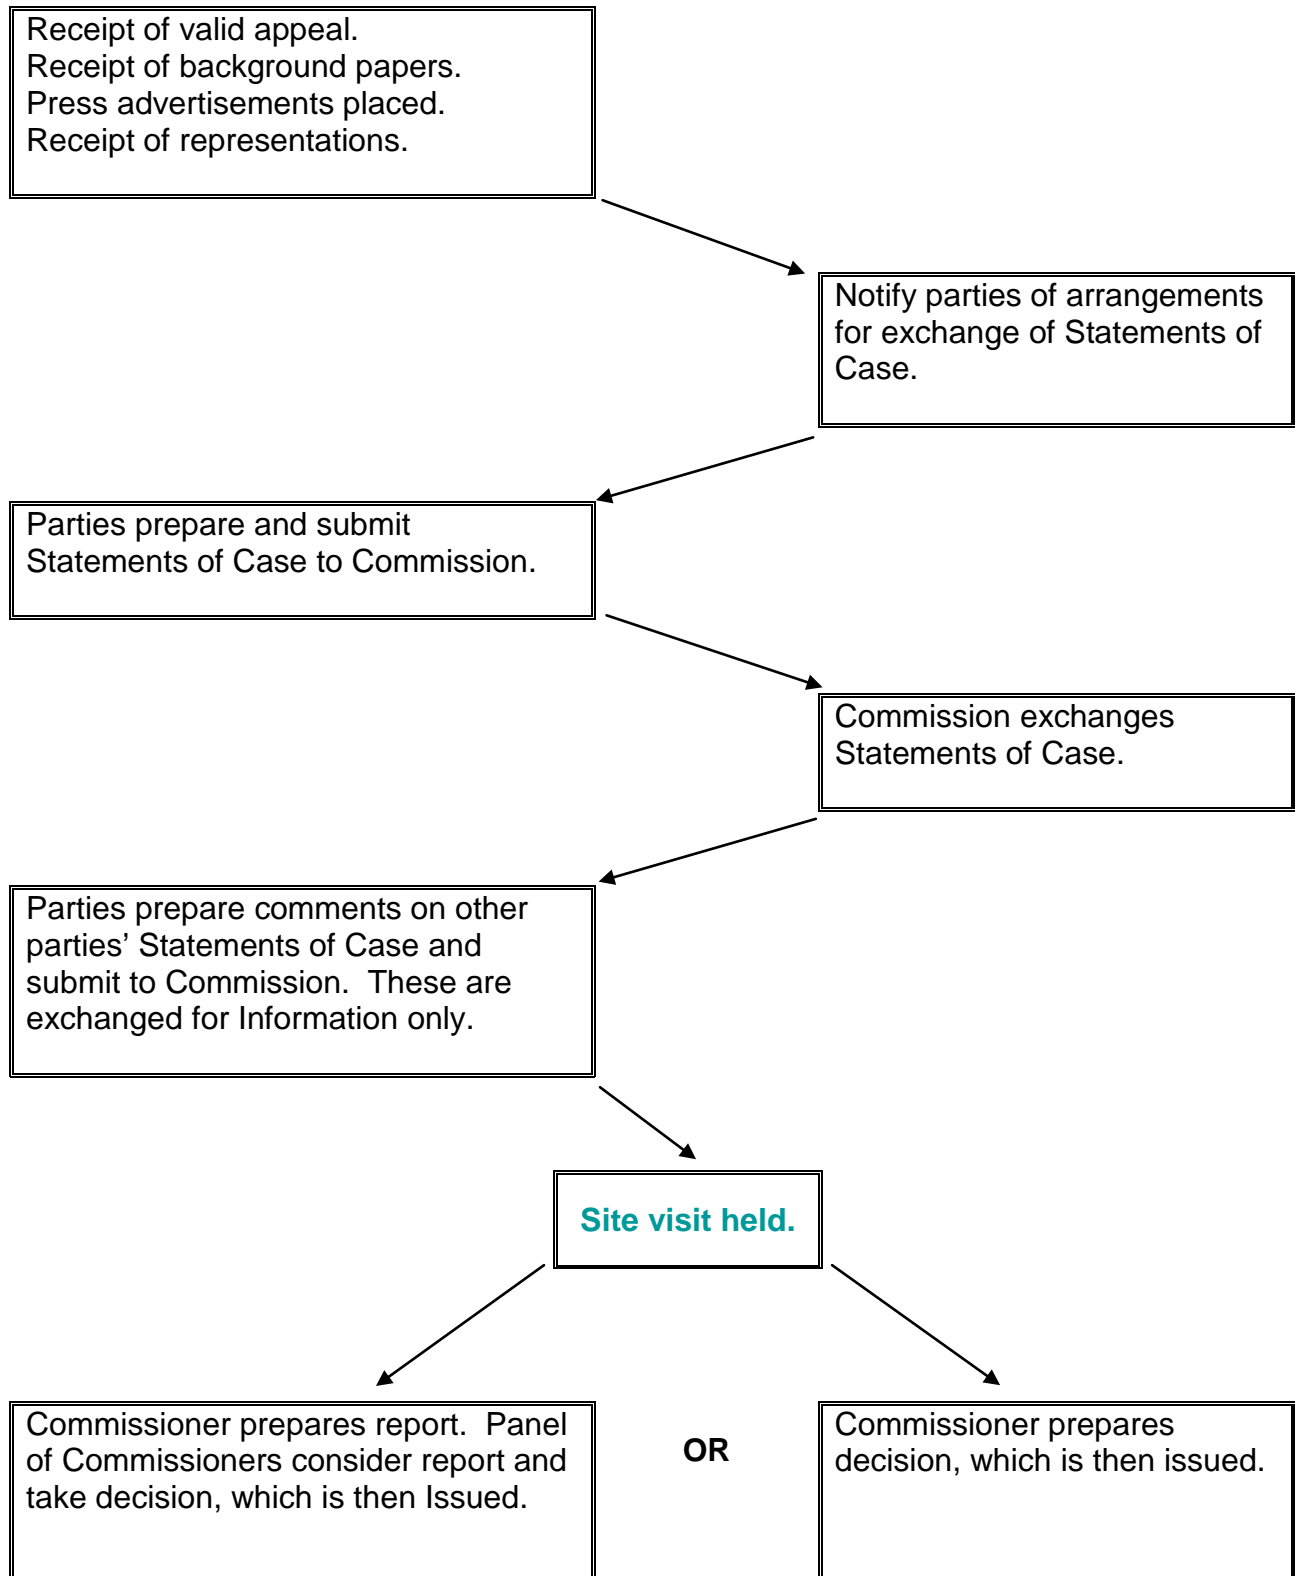 Receipt of valid appeal.
Receipt of background papers.
Press advertisements placed.
Receipt of representations.
Notify parties of arrangements
for exchange of Statements of
Case.
Parties prepare and submit
Statements of Case to Commission.
Commission exchanges
Statements of Case.
Parties prepare comments on other
parties’ Statements of Case and
submit to Commission.  These are
exchanged for Information only.
Site visit held.
Commissioner prepares report.  Panel
of Commissioners consider report and
take decision, which is then Issued.
OR
Commissioner prepares
decision, which is then issued.